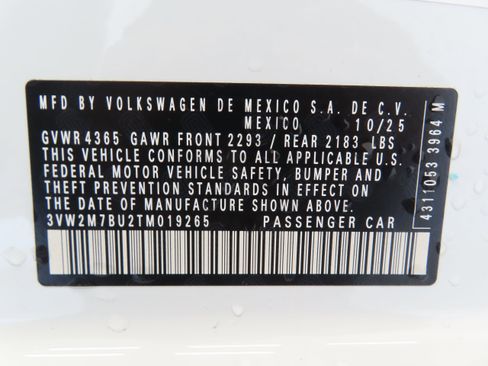 MFD BY VOLKSWAGEN DE MEXICO S.A. DE C.V.
MEXICO 10/25
GVWR 4365 GAWR FRONT 2293 / REAR 2183 LBS
THIS VEHICLE CONFORMS TO ALL APPLICABLE U.S.
FEDERAL MOTOR VEHICLE SAFETY, BUMPER AND
THEFT PREVENTION STANDARDS IN EFFECT ON
THE DATE OF MANUFACTURE SHOWN ABOVE
3VW2M7BU2TM019265 PASSENGER CAR
4311053 3964 M